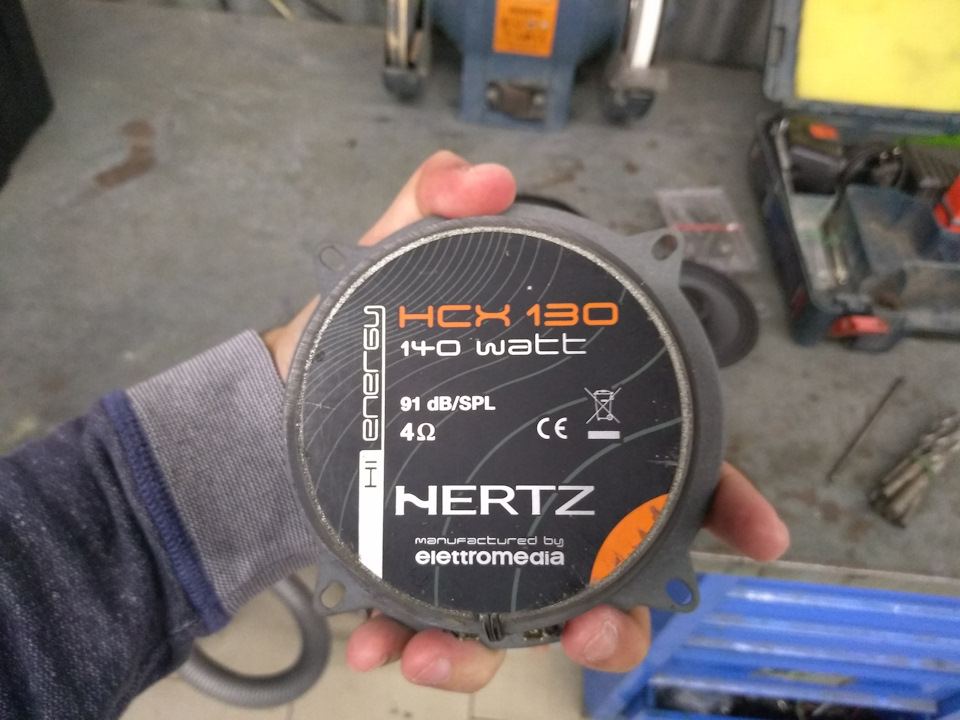 HCX 130
140 watt
HI energy
91 dB/SPL
4Ω
CE
HERTZ
manufactured by
elettromedia